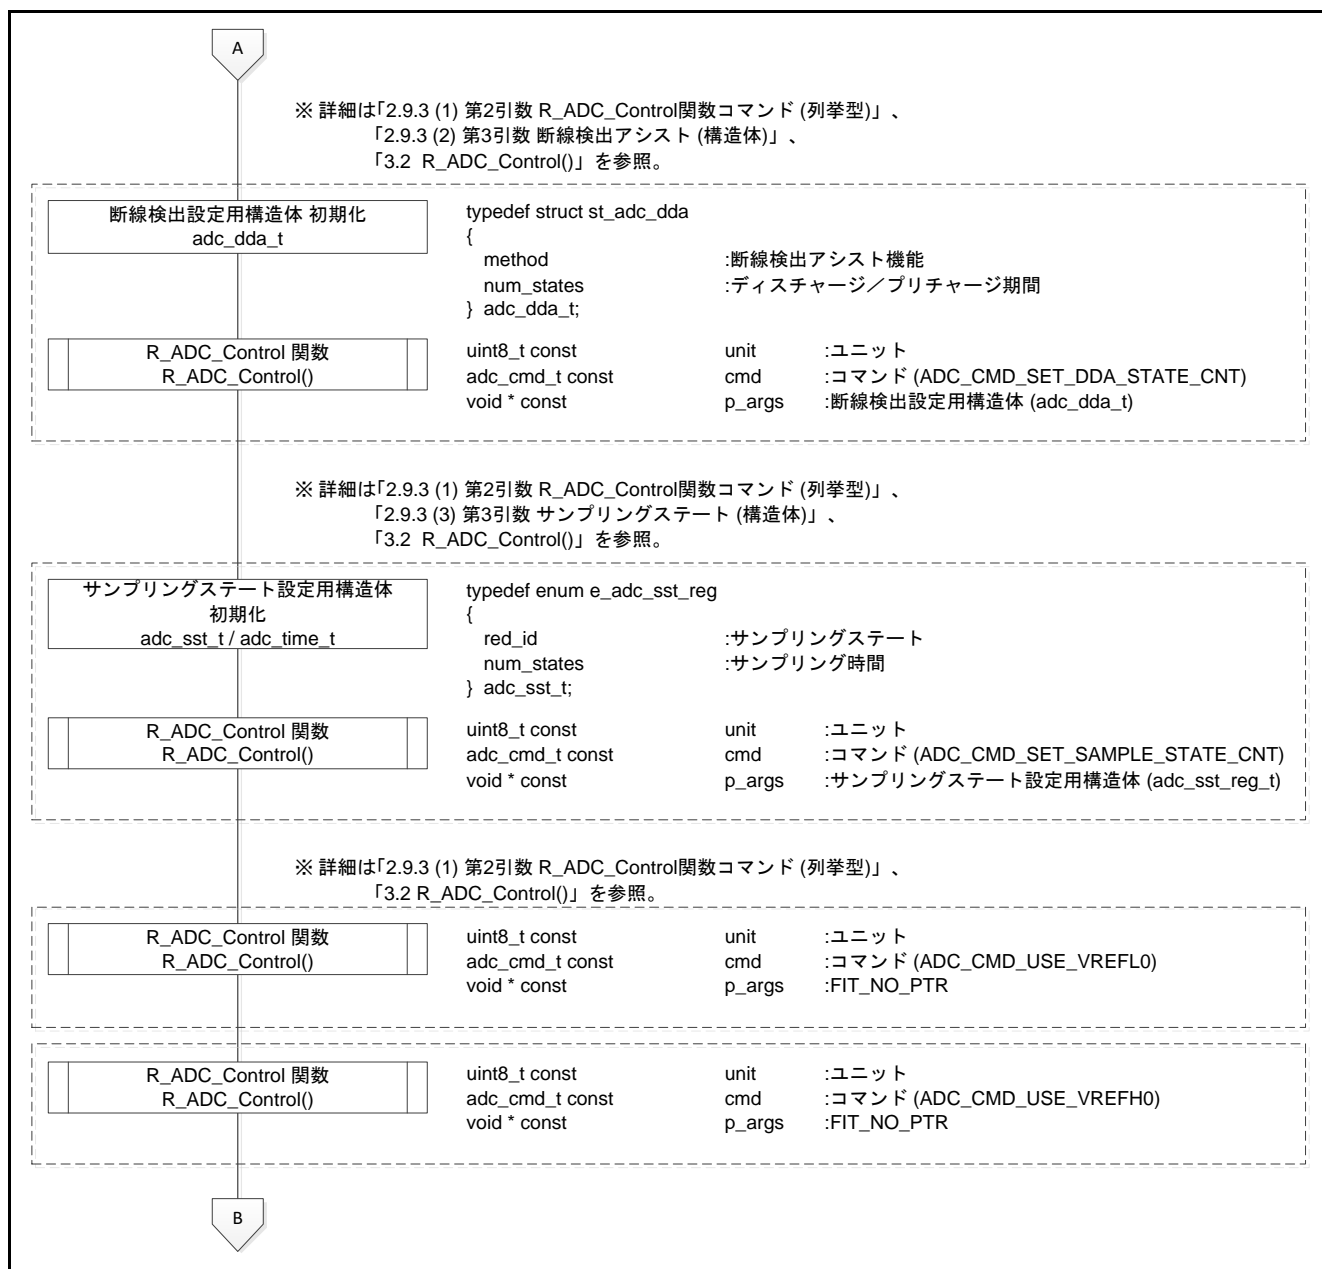 A
※ 詳細は「2.9.3 (1) 第2引数 R_ADC_Control関数コマンド (列挙型)」、
「2.9.3 (2) 第3引数 断線検出アシスト (構造体)」、
「3.2 R_ADC_Control()」を参照。
断線検出設定用構造体 初期化
adc_dda_t
typedef struct st_adc_dda
{
method :断線検出アシスト機能
num_states :ディスチャージ／プリチャージ期間
} adc_dda_t;
R_ADC_Control 関数
R_ADC_Control()
uint8_t const unit :ユニット
adc_cmd_t const cmd :コマンド (ADC_CMD_SET_DDA_STATE_CNT)
void * const p_args :断線検出設定用構造体 (adc_dda_t)
※ 詳細は「2.9.3 (1) 第2引数 R_ADC_Control関数コマンド (列挙型)」、
「2.9.3 (3) 第3引数 サンプリングステート (構造体)」、
「3.2 R_ADC_Control()」を参照。
サンプリングステート設定用構造体
初期化
adc_sst_t / adc_time_t
typedef enum e_adc_sst_reg
{
red_id :サンプリングステート
num_states :サンプリング時間
} adc_sst_t;
R_ADC_Control 関数
R_ADC_Control()
uint8_t const unit :ユニット
adc_cmd_t const cmd :コマンド (ADC_CMD_SET_SAMPLE_STATE_CNT)
void * const p_args :サンプリングステート設定用構造体 (adc_sst_reg_t)
※ 詳細は「2.9.3 (1) 第2引数 R_ADC_Control関数コマンド (列挙型)」、
「3.2 R_ADC_Control()」を参照。
R_ADC_Control 関数
R_ADC_Control()
uint8_t const unit :ユニット
adc_cmd_t const cmd :コマンド (ADC_CMD_USE_VREFL0)
void * const p_args :FIT_NO_PTR
R_ADC_Control 関数
R_ADC_Control()
uint8_t const unit :ユニット
adc_cmd_t const cmd :コマンド (ADC_CMD_USE_VREFH0)
void * const p_args :FIT_NO_PTR
B